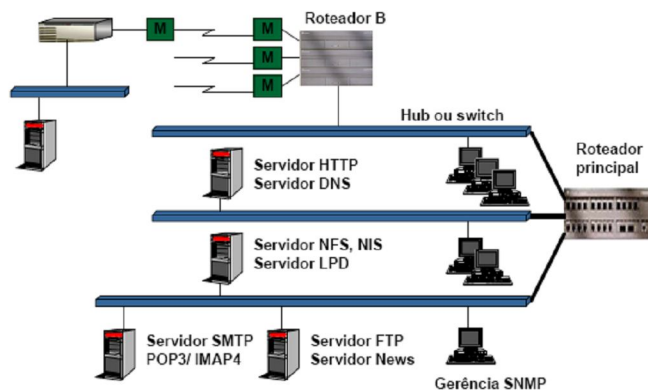 Roteador B
M
M
M
Hub ou switch
Roteador
principal
Servidor HTTP
Servidor DNS
Servidor NFS, NIS
Servidor LPD
Servidor SMTP
POP3/ IMAP4
Servidor FTP
Servidor News
Gerência SNMP